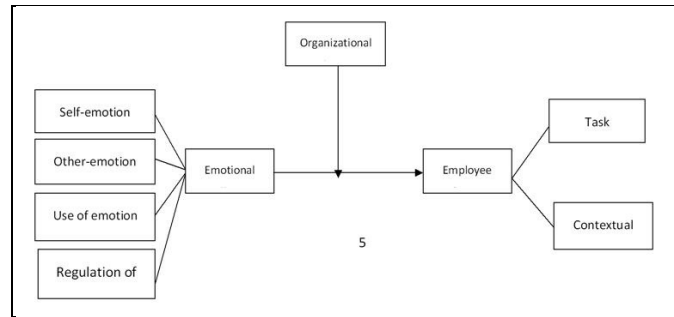 Organizational
Self-emotion
Task
Other-emotion
Emotional
Employee
Use of emotion
Contextual
5
Regulation of